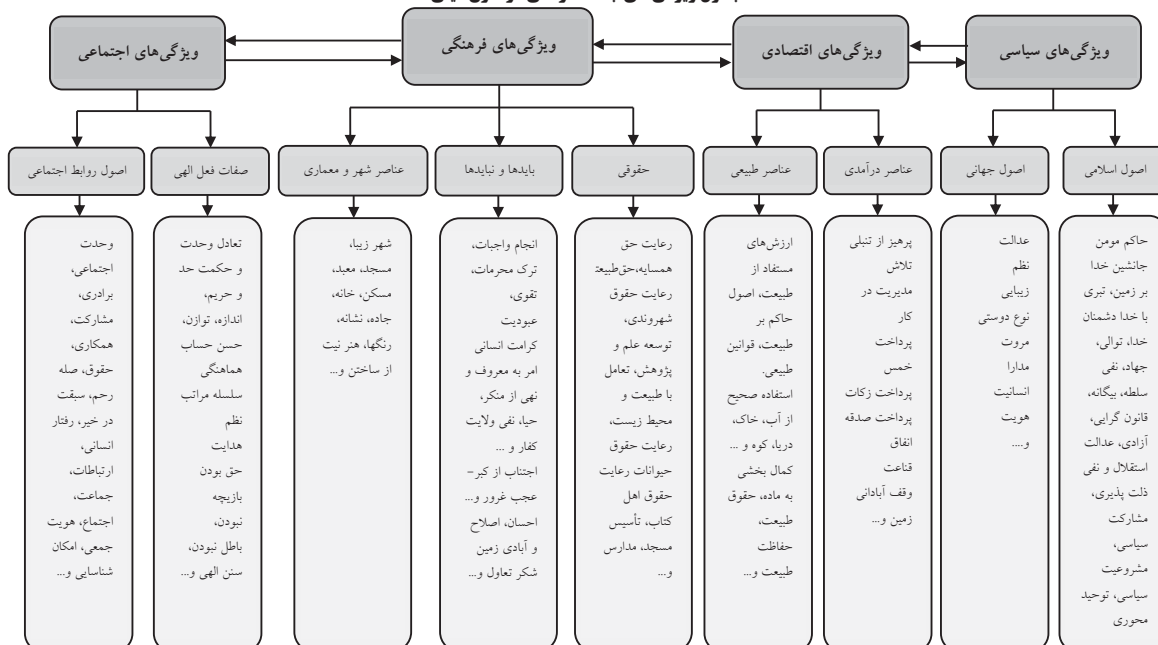 ویژگی‌های سیاسی
ویژگی‌های اقتصادی
ویژگی‌های فرهنگی
ویژگی‌های اجتماعی
اصول اسلامی
اصول جهانی
عناصر درآمدی
عناصر طبیعی
حقوقی
بایدها و نبایدها
عناصر شهر و معماری
صفات فعل الهی
اصول روابط اجتماعی
حاکم مومن
جانشین خدا
بر زمین، تبری
با خدا دشمنان
خدا، توالی،
جهاد، نفی
سلطه، بیگانه،
قانون گرایی،
آزادی، عدالت
استقلال و نفی
ذلت پذیری،
مشارکت
سیاسی،
مشروعیت
سیاسی، توحید
محوری
عدالت
نظم
زیبایی
نوع دوستی
مروت
مدارا
انسانیت
هویت
و....
پرهیز از تنبلی
تلاش
مدیریت در
کار
پرداخت
خمس
پرداخت زکات
پرداخت صدقه
انفاق
قناعت
وقف آبادانی
زمین و...
ارزش‌های
مستفاد از
طبیعت، اصول
حاکم بر
طبیعت، قوانین
طبیعی.
استفاده صحیح
از آب، خاک،
دریا، کوه و ...
کمال بخشی
به ماده، حقوق
طبیعت،
حفاظت
طبیعت و...
رعایت حق
همسایه،حق‌طبیعت
رعایت حقوق
شهروندی،
توسعه علم و
پژوهش، تعامل
با طبیعت و
محیط زیست،
رعایت حقوق
حیوانات رعایت
حقوق اهل
کتاب، تأسیس
مسجد، مدارس
و...
انجام واجبات،
ترک محرمات،
تقوی،
عبودیت
کرامت انسانی
امر به معروف و
نهی از منکر،
حیا، نفی ولایت
کفار و ...
اجتناب از کبر-
عجب غرور و...
احسان، اصلاح
و آبادی زمین
شکر تعاول و...
شهر زیبا،
مسجد، معبد،
مسکن، خانه،
جاده، نشانه،
رنگها، هنر نیت
از ساختن و...
تعادل وحدت
و حکمت حد
و حریم،
اندازه، توازن،
حسن حساب
هماهنگی
سلسله مراتب
نظم
هدایت
حق بودن
بازیچه
نبودن،
باطل نبودن،
سنن الهی و...
وحدت
اجتماعی،
برادری،
مشارکت،
همکاری،
حقوق، صله
رحم، سبقت
در خیر، رفتار
انسانی،
ارتباطات،
جماعت،
اجتماع، هویت
جمعی، امکان
شناسایی و...